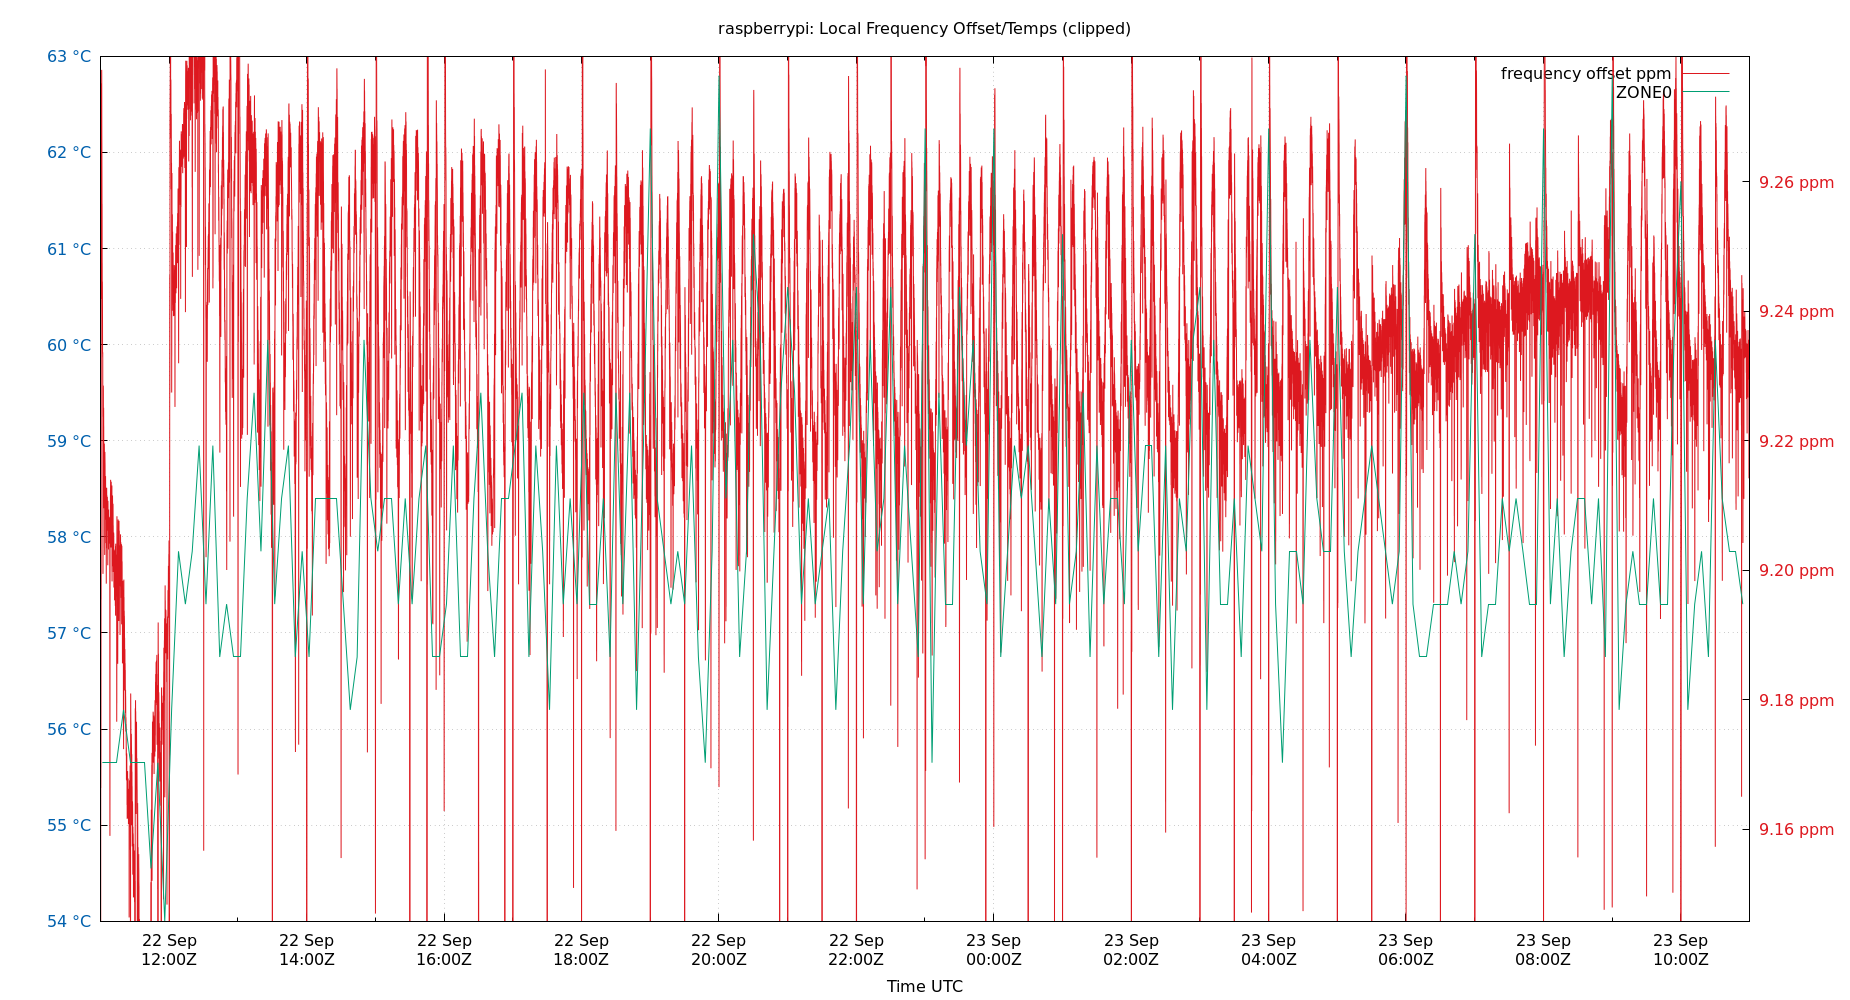 raspberrypi: Local Frequency Offset/Temps (clipped)
63 °C
62 °C
61 °C
60 °C
59 °C
58 °C
57 °C
56 °C
55 °C
54 °C
frequency offset ppm
ZONE0
9.26 ppm
9.24 ppm
9.22 ppm
9.20 ppm
9.18 ppm
9.16 ppm
22 Sep 22 Sep 22 Sep 22 Sep 22 Sep 22 Sep 23 Sep 23 Sep 23 Sep 23 Sep 23 Sep 23 Sep
12:00Z 14:00Z 16:00Z 18:00Z 20:00Z 22:00Z 00:00Z 02:00Z 04:00Z 06:00Z 08:00Z 10:00Z
Time UTC